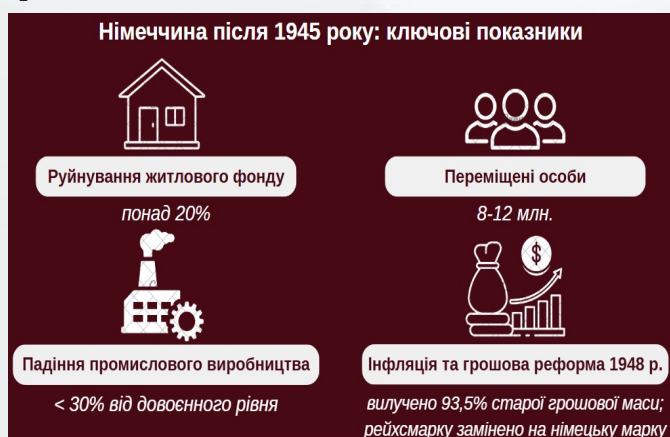 Німеччина після 1945 року: ключові показники
Руйнування житлового фонду
понад 20%
Переміщені особи
8-12 млн.
$
Падіння промислового виробництва
< 30% від довоєнного рівня
Інфляція та грошова реформа 1948 р.
вилучено 93,5% старої грошової маси;
рейхсмарку замінено на німецьку марку